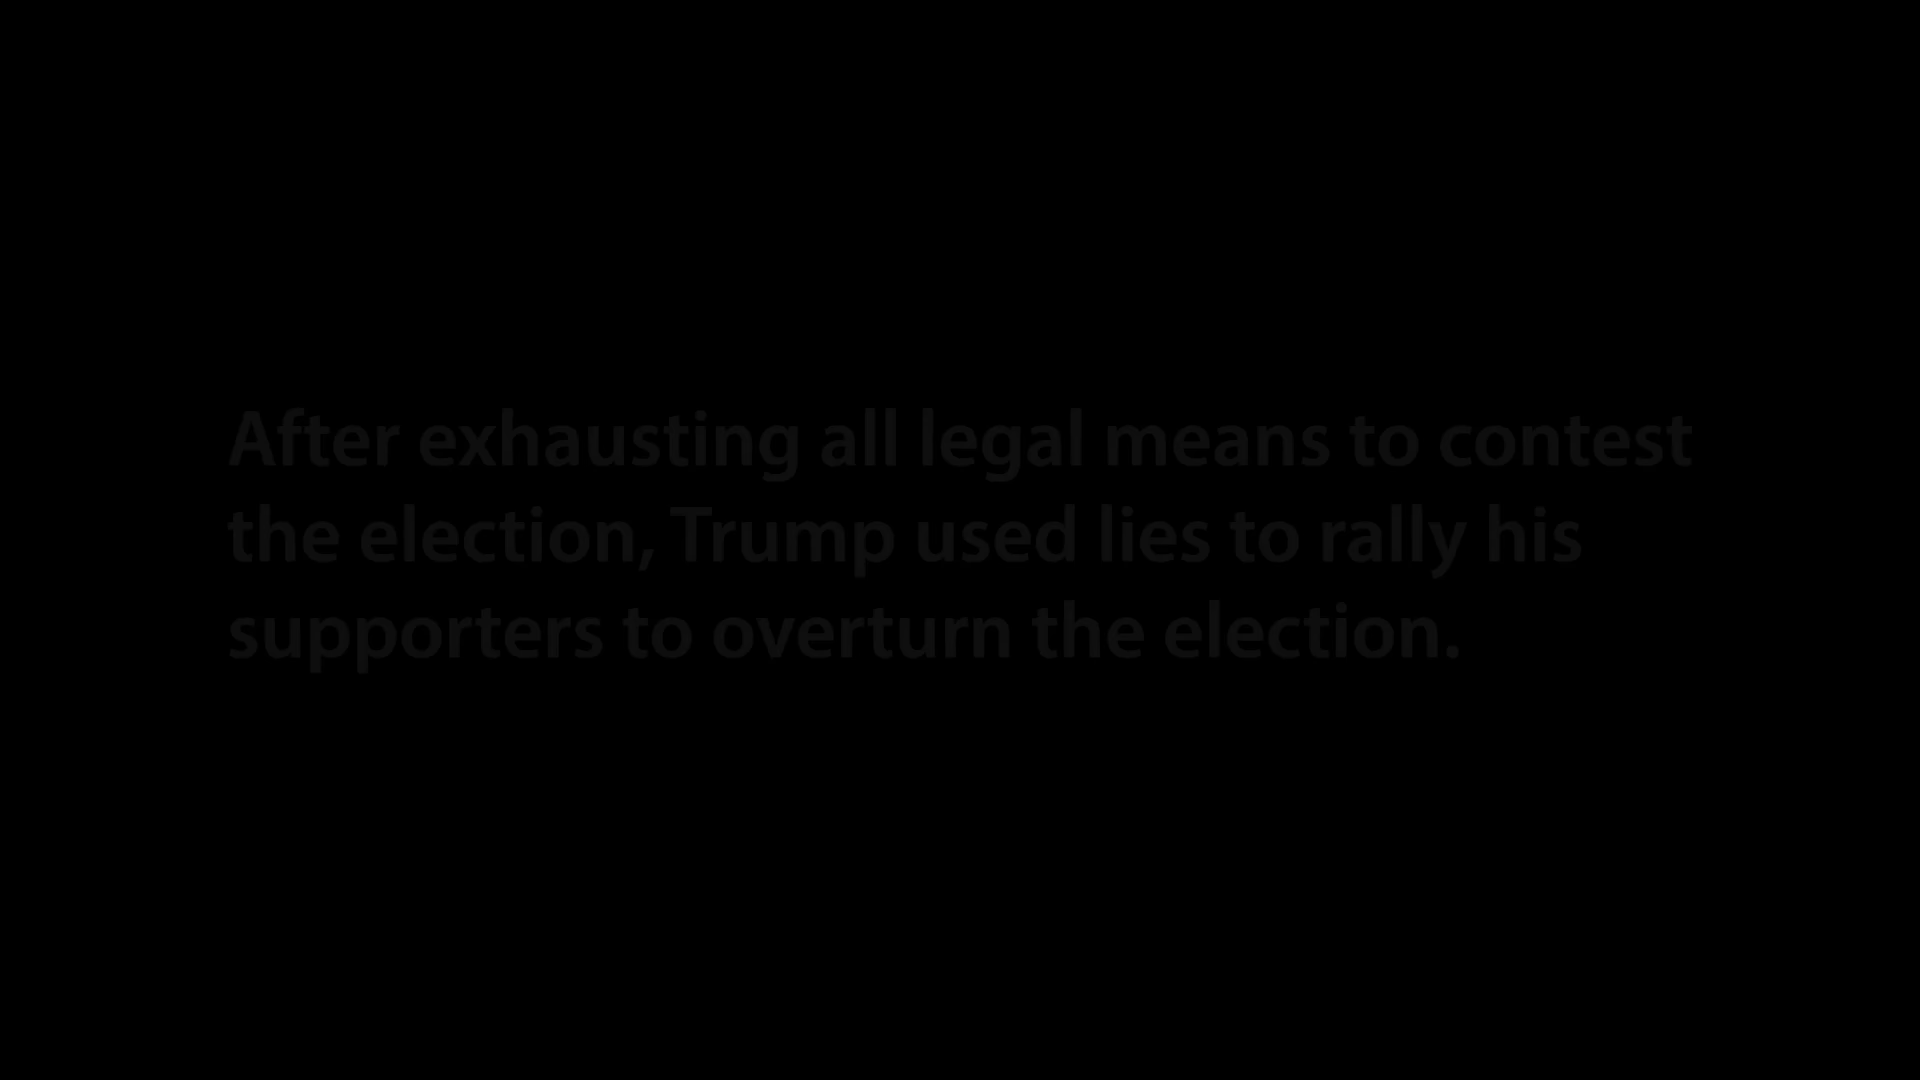 After exhausting all legal means to contest
the election, Trump used lies to rally his
supporters to overturn the election.